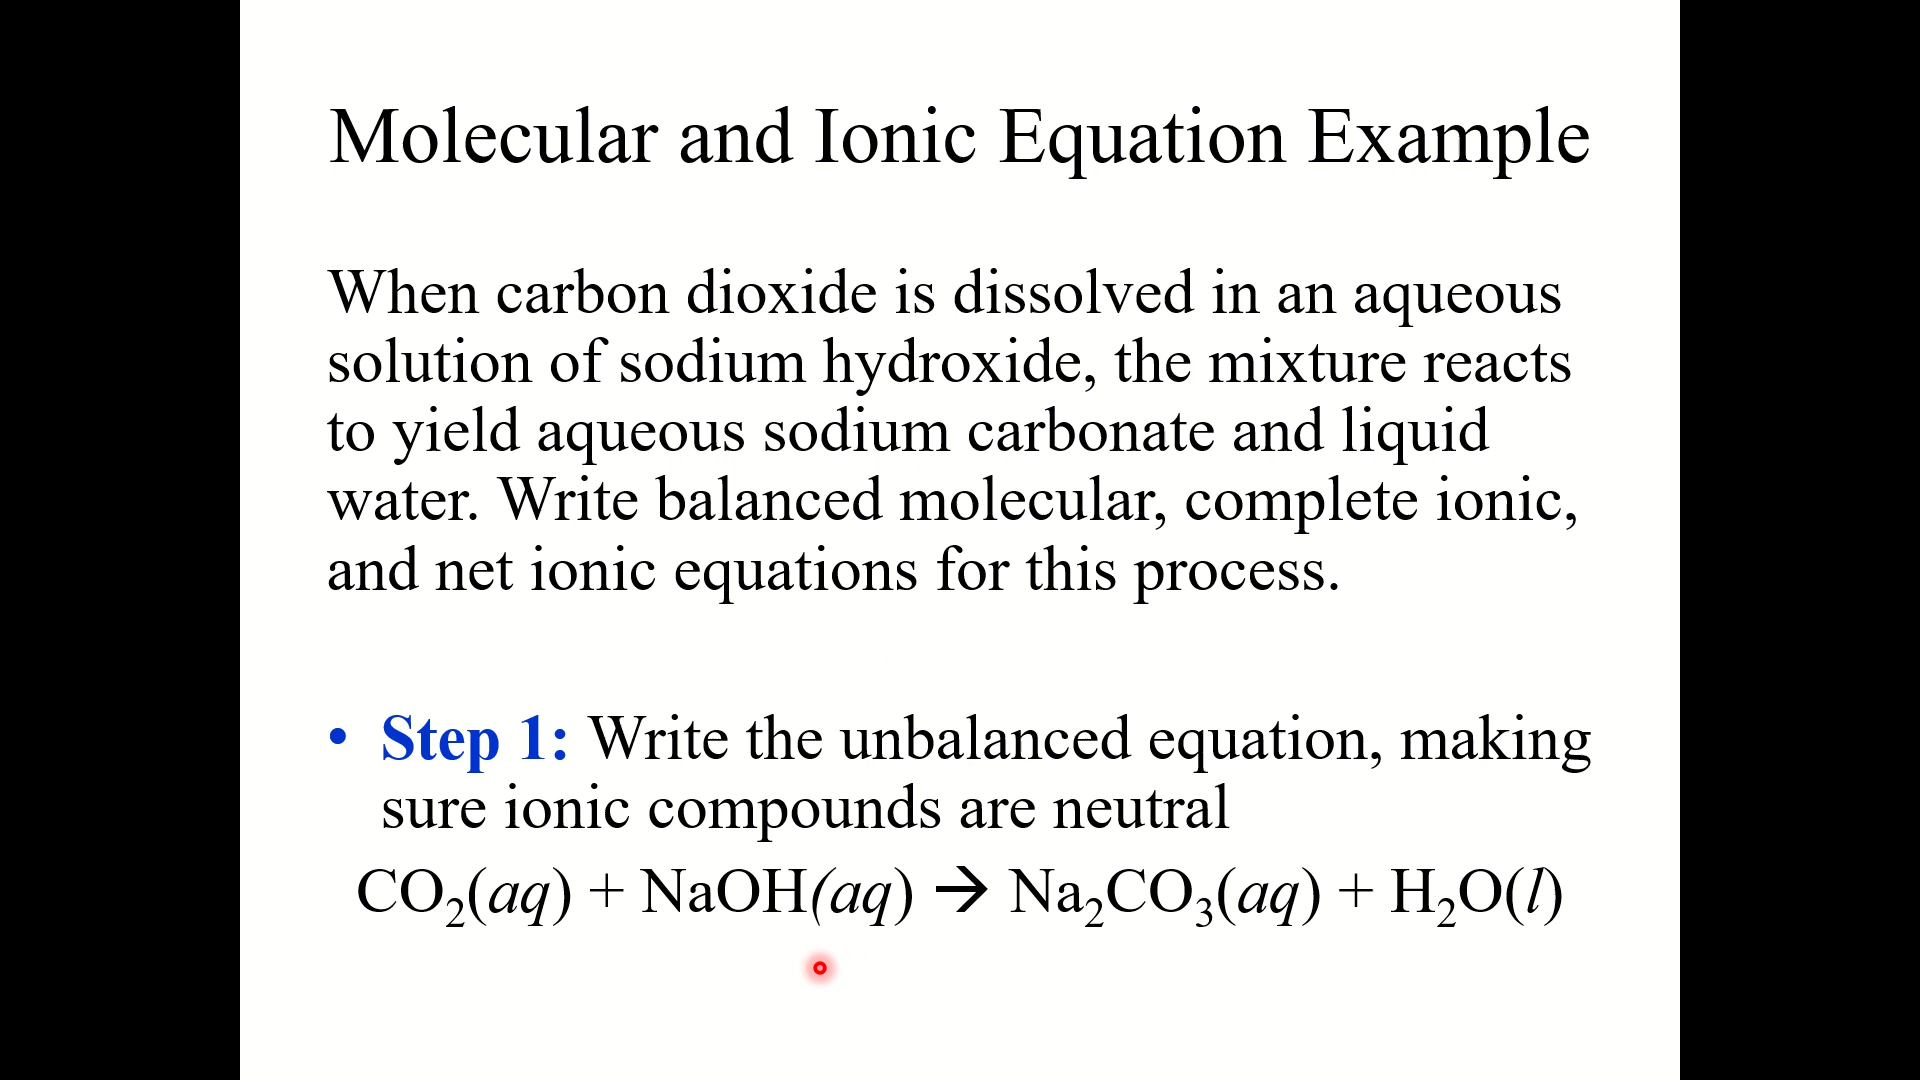 Molecular and Ionic Equation Example
When carbon dioxide is dissolved in an aqueous
solution of sodium hydroxide, the mixture reacts
to yield aqueous sodium carbonate and liquid
water. Write balanced molecular, complete ionic,
and net ionic equations for this process.
• Step 1: Write the unbalanced equation, making
sure ionic compounds are neutral
CO₂(aq) + NaOH(aq) → Na₂CO₃(aq) + H₂O(l)